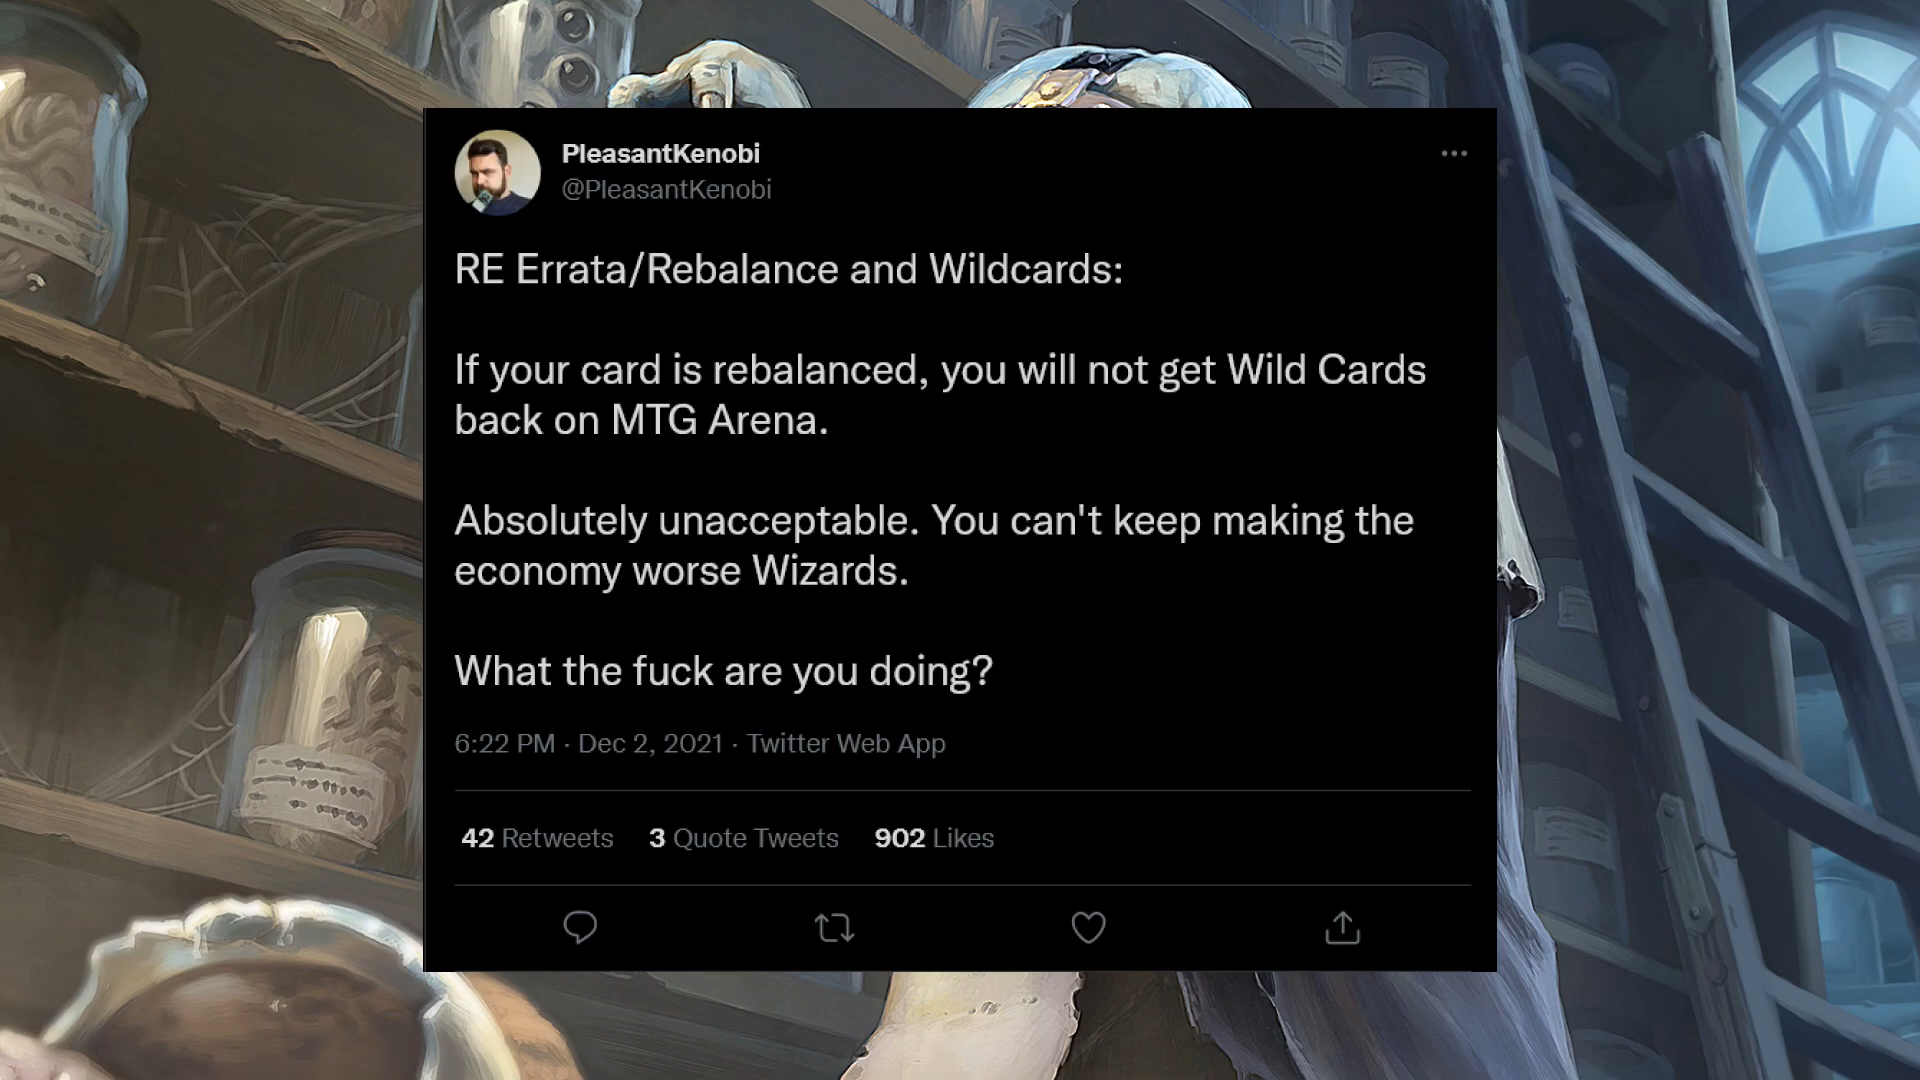 PleasantKenobi
@PleasantKenobi
RE Errata/Rebalance and Wildcards:
If your card is rebalanced, you will not get Wild Cards
back on MTG Arena.
Absolutely unacceptable. You can't keep making the
economy worse Wizards.
What the fuck are you doing?
6:22 PM · Dec 2, 2021 · Twitter Web App
42 Retweets 3 Quote Tweets 902 Likes